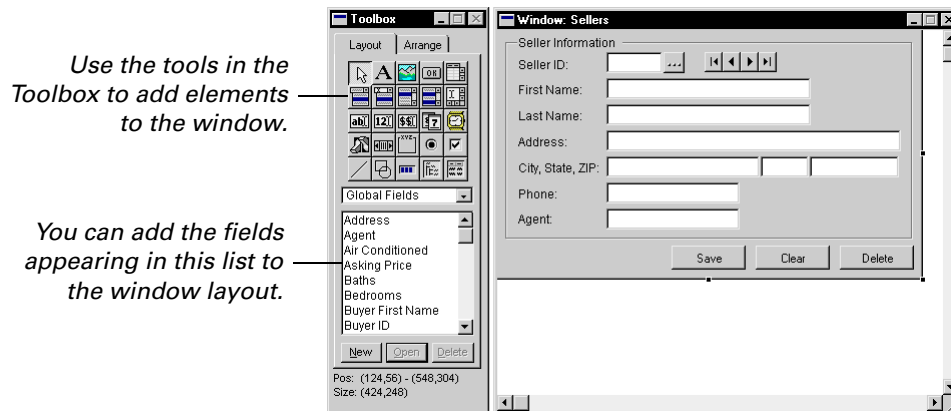 Use the tools in the
Toolbox to add elements
to the window.
You can add the fields
appearing in this list to
the window layout.
Toolbox
Layout Arrange
A
OK
ab 12 $$ 7
XYZ
Global Fields
Address
Agent
Air Conditioned
Asking Price
Baths
Bedrooms
Buyer First Name
Buyer ID
New Open Delete
Pos: (124,56) - (548,304)
Size: (424,248)
Window: Sellers
Seller Information
Seller ID: ...
First Name:
Last Name:
Address:
City, State, ZIP:
Phone:
Agent:
Save Clear Delete